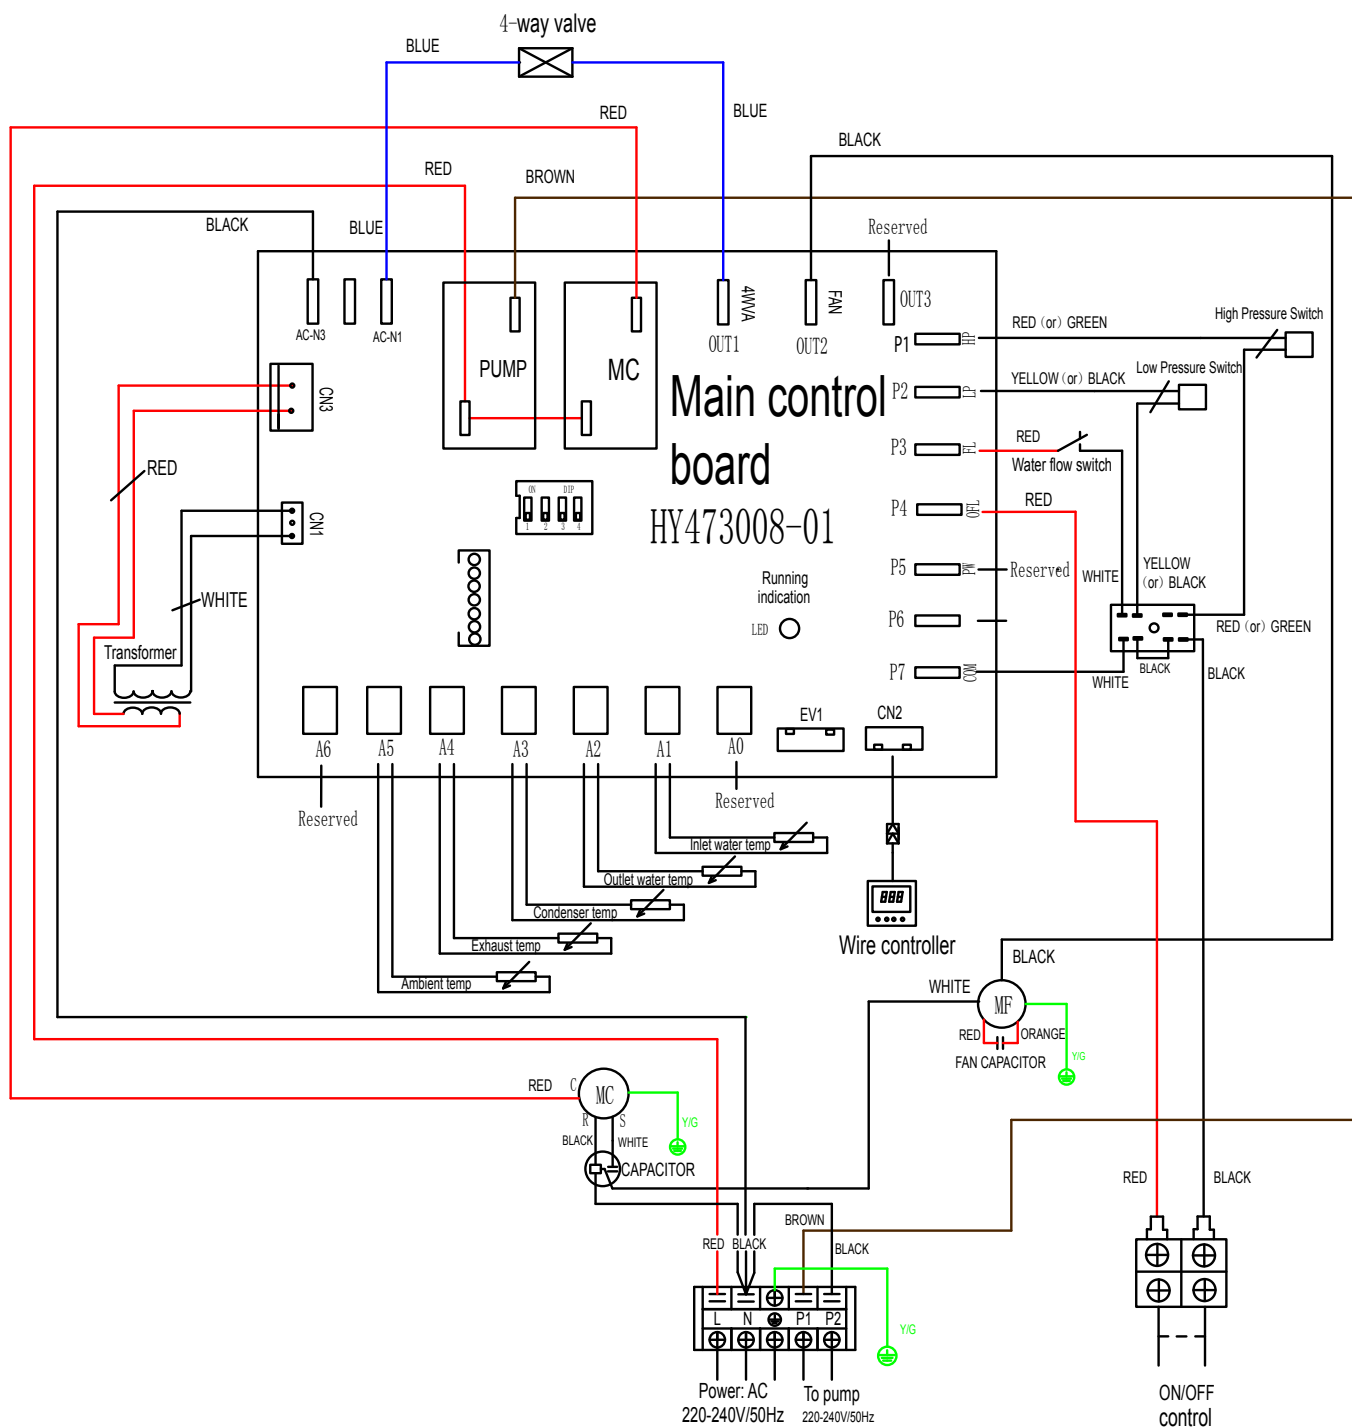 4-way valve
BLUE
BLUE
RED
BLACK
RED
BROWN
BLACK
BLUE
Reserved
AC-N3
AC-N1
4WVA
FAN
OUT3
OUT1
OUT2
PUMP
MC
P1
HP
RED (or) GREEN
High Pressure Switch
P2
LP
YELLOW (or) BLACK
Low Pressure Switch
CN3
Main control
board
HY473008-01
P3
FL
RED
Water flow switch
RED
P4
OFL
RED
ON
DIP
1
2
3
4
CN1
P5
PW
Reserved
WHITE
YELLOW
(or) BLACK
Running
indication
LED
WHITE
P6
RED (or) GREEN
Transformer
P7
COM
WHITE
BLACK
BLACK
A6
A5
A4
A3
A2
A1
A0
EV1
CN2
Reserved
Reserved
Inlet water temp
Outlet water temp
Condenser temp
Exhaust temp
Ambient temp
888
Wire controller
BLACK
WHITE
MF
RED
ORANGE
FAN CAPACITOR
Y/G
RED
C
MC
R
S
Y/G
BLACK
WHITE
CAPACITOR
RED
BLACK
BROWN
BLACK
RED
BLACK
L
N
P1
P2
Y/G
Power: AC
220-240V/50Hz
To pump
220-240V/50Hz
ON/OFF
control